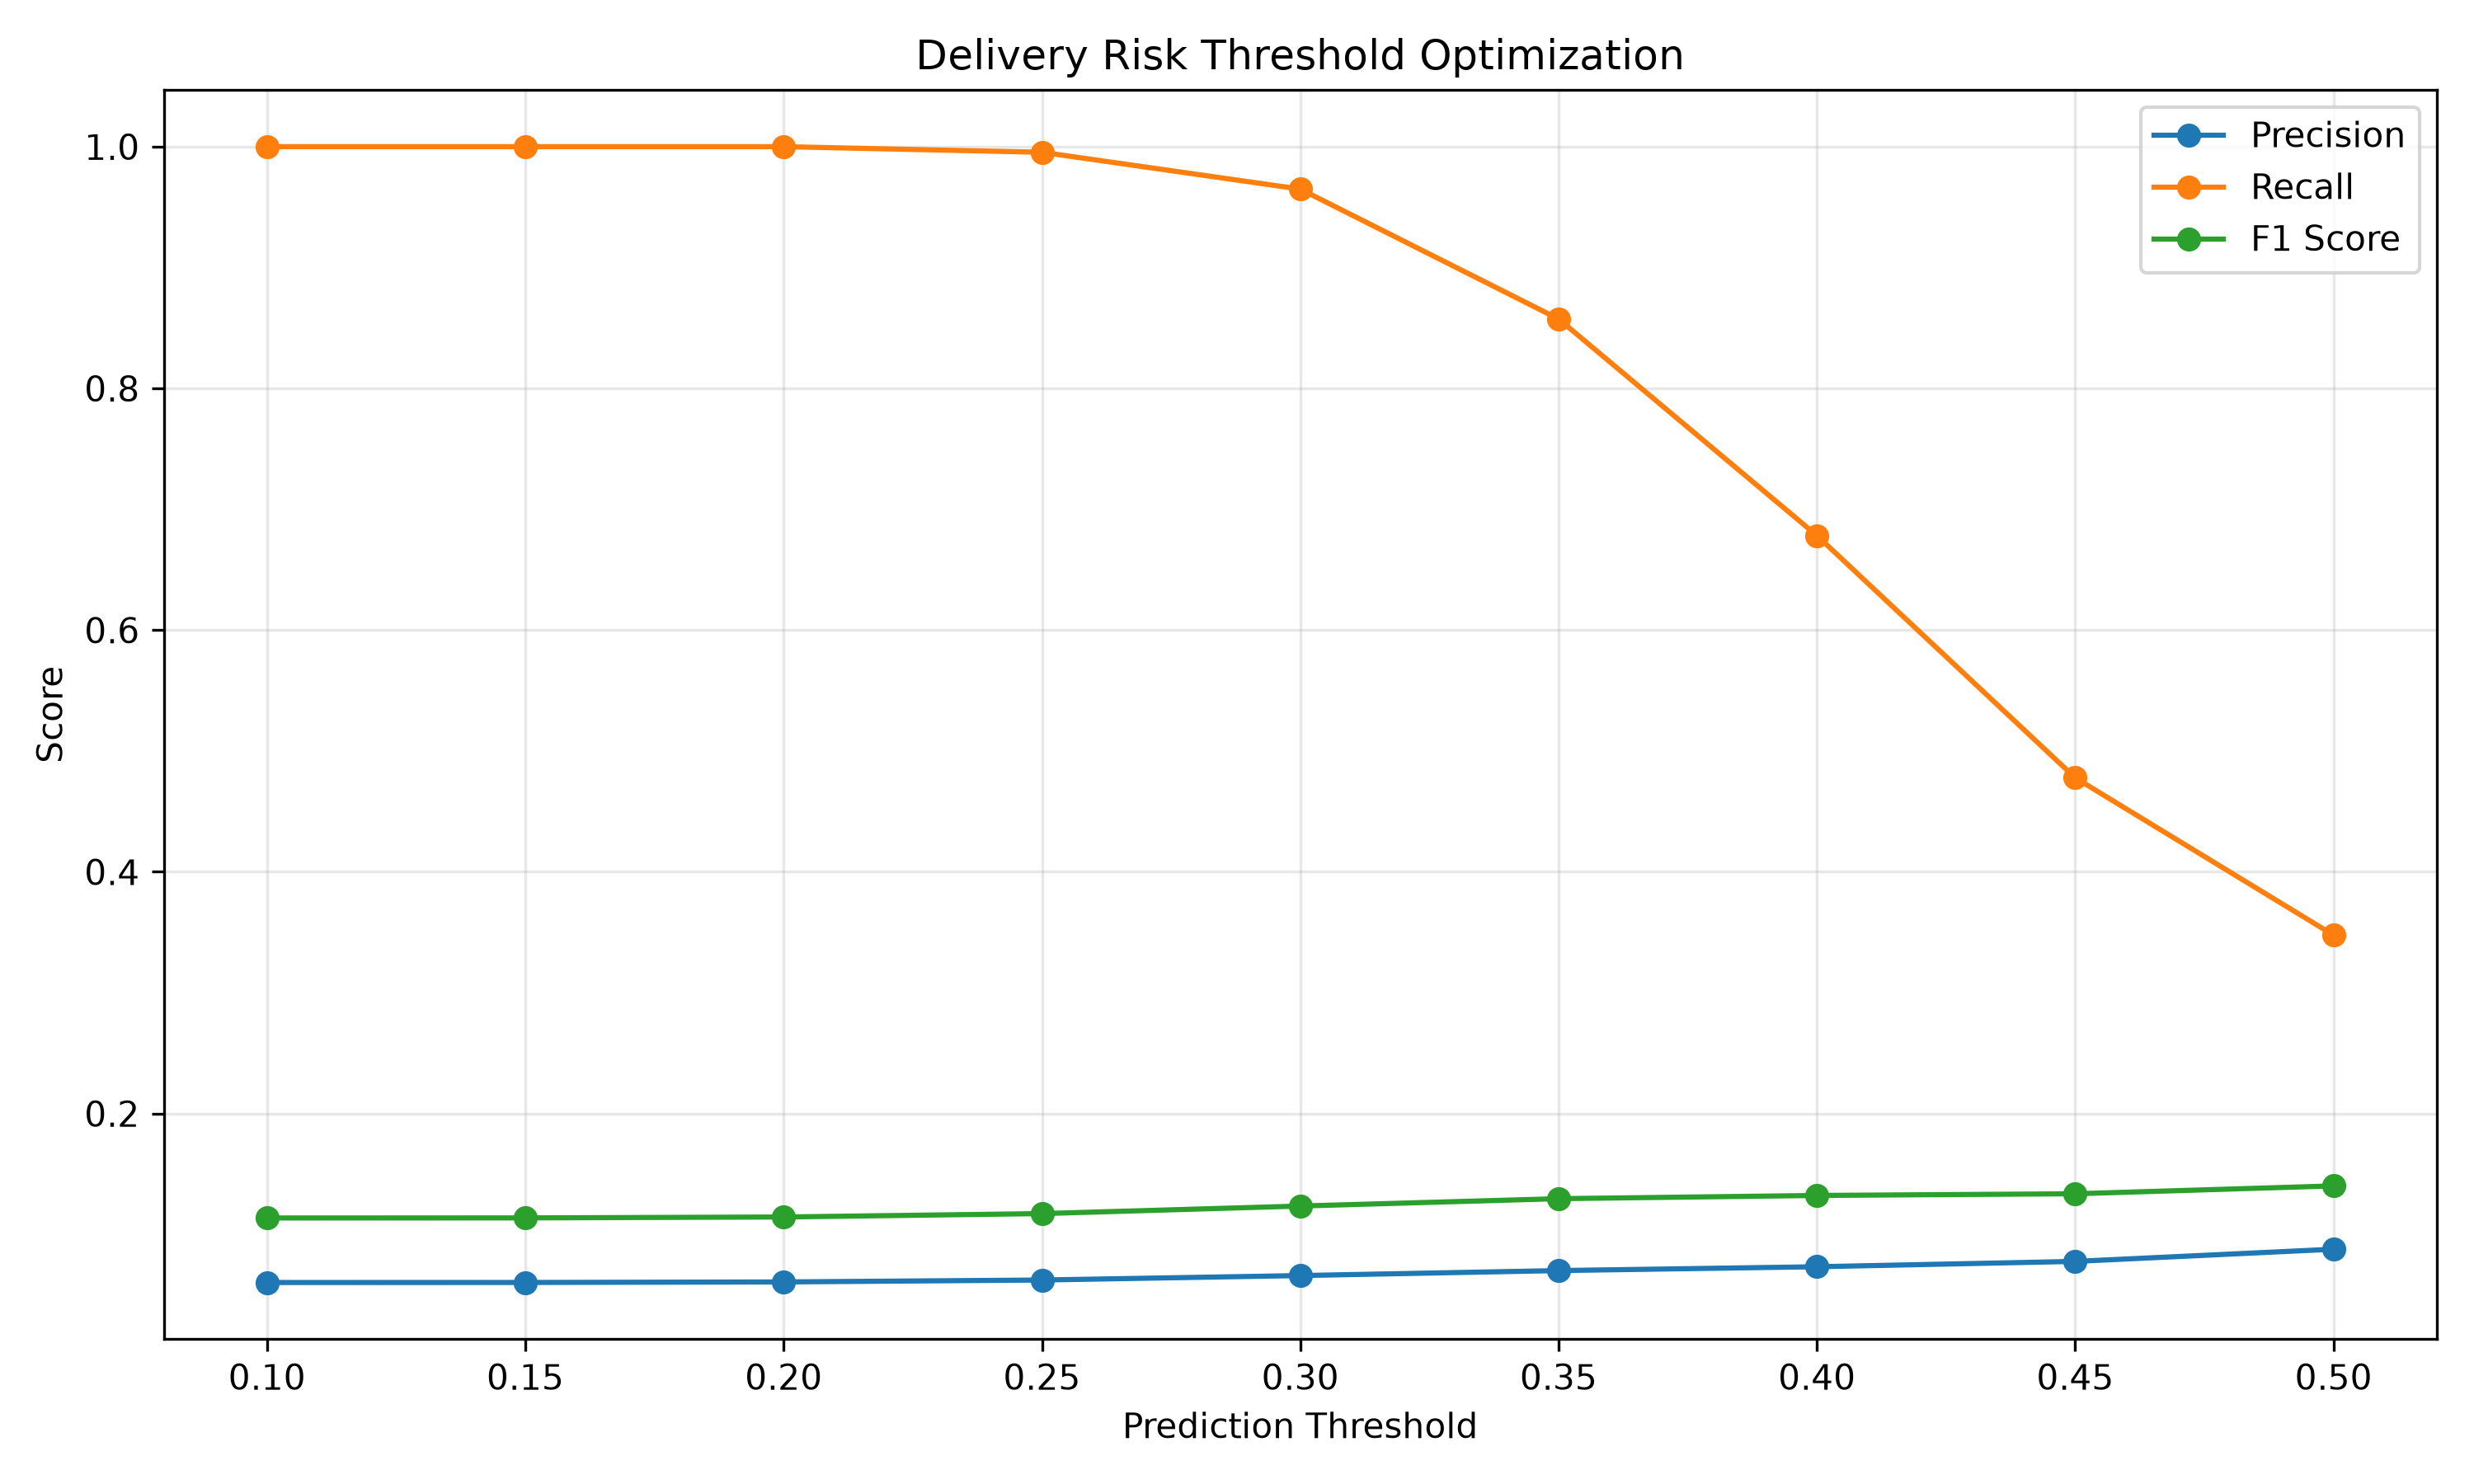 Delivery Risk Threshold Optimization
Precision
Recall
F1 Score
1.0
0.8
0.6
0.4
0.2
Score
0.10 0.15 0.20 0.25 0.30 0.35 0.40 0.45 0.50
Prediction Threshold